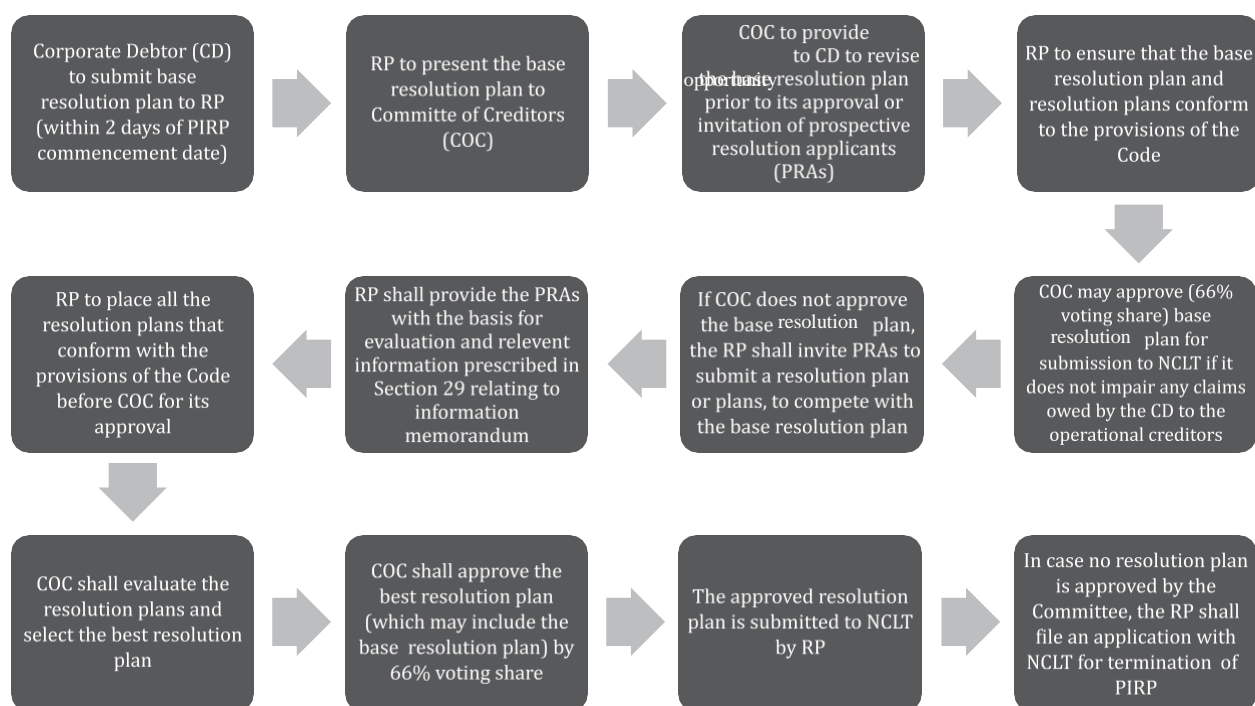 Corporate Debtor (CD)
to submit base
resolution plan to RP
(within 2 days of PIRP
commencement date)
RP to present the base
resolution plan to
Committe of Creditors
(COC)
COC to provide
to CD to revise
opportunity
the base resolution plan
prior to its approval or
invitation of prospective
resolution applicants
(PRAs)
RP to ensure that the base
resolution plan and
resolution plans conform
to the provisions of the
Code
COC may approve (66%
voting share) base
resolution plan for
submission to NCLT if it
does not impair any claims
owed by the CD to the
operational creditors
If COC does not approve
the base resolution plan,
the RP shall invite PRAs to
submit a resolution plan
or plans, to compete with
the base resolution plan
RP shall provide the PRAs
with the basis for
evaluation and relevent
information prescribed in
Section 29 relating to
information
memorandum
RP to place all the
resolution plans that
conform with the
provisions of the Code
before COC for its
approval
COC shall evaluate the
resolution plans and
select the best resolution
plan
COC shall approve the
best resolution plan
(which may include the
base resolution plan) by
66% voting share
The approved resolution
plan is submitted to NCLT
by RP
In case no resolution plan
is approved by the
Committee, the RP shall
file an application with
NCLT for termination of
PIRP